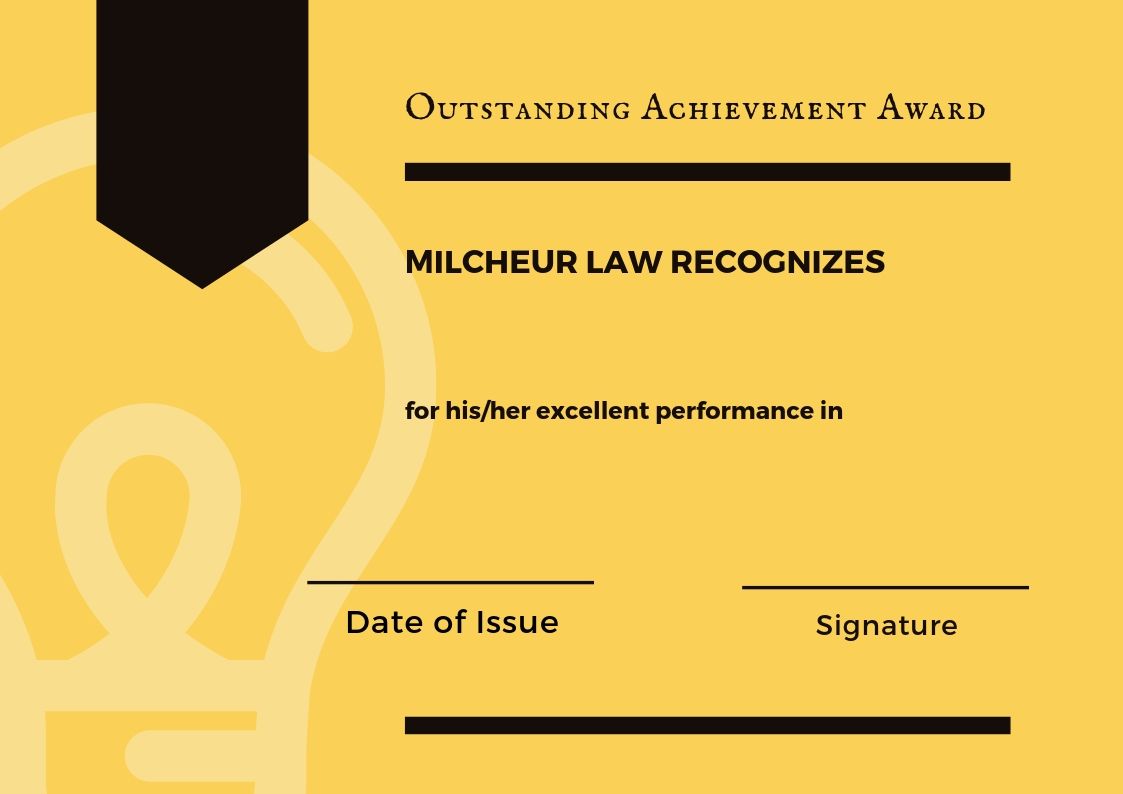 Outstanding Achievement Award
MILCHEUR LAW RECOGNIZES
for his/her excellent performance in
Date of Issue
Signature